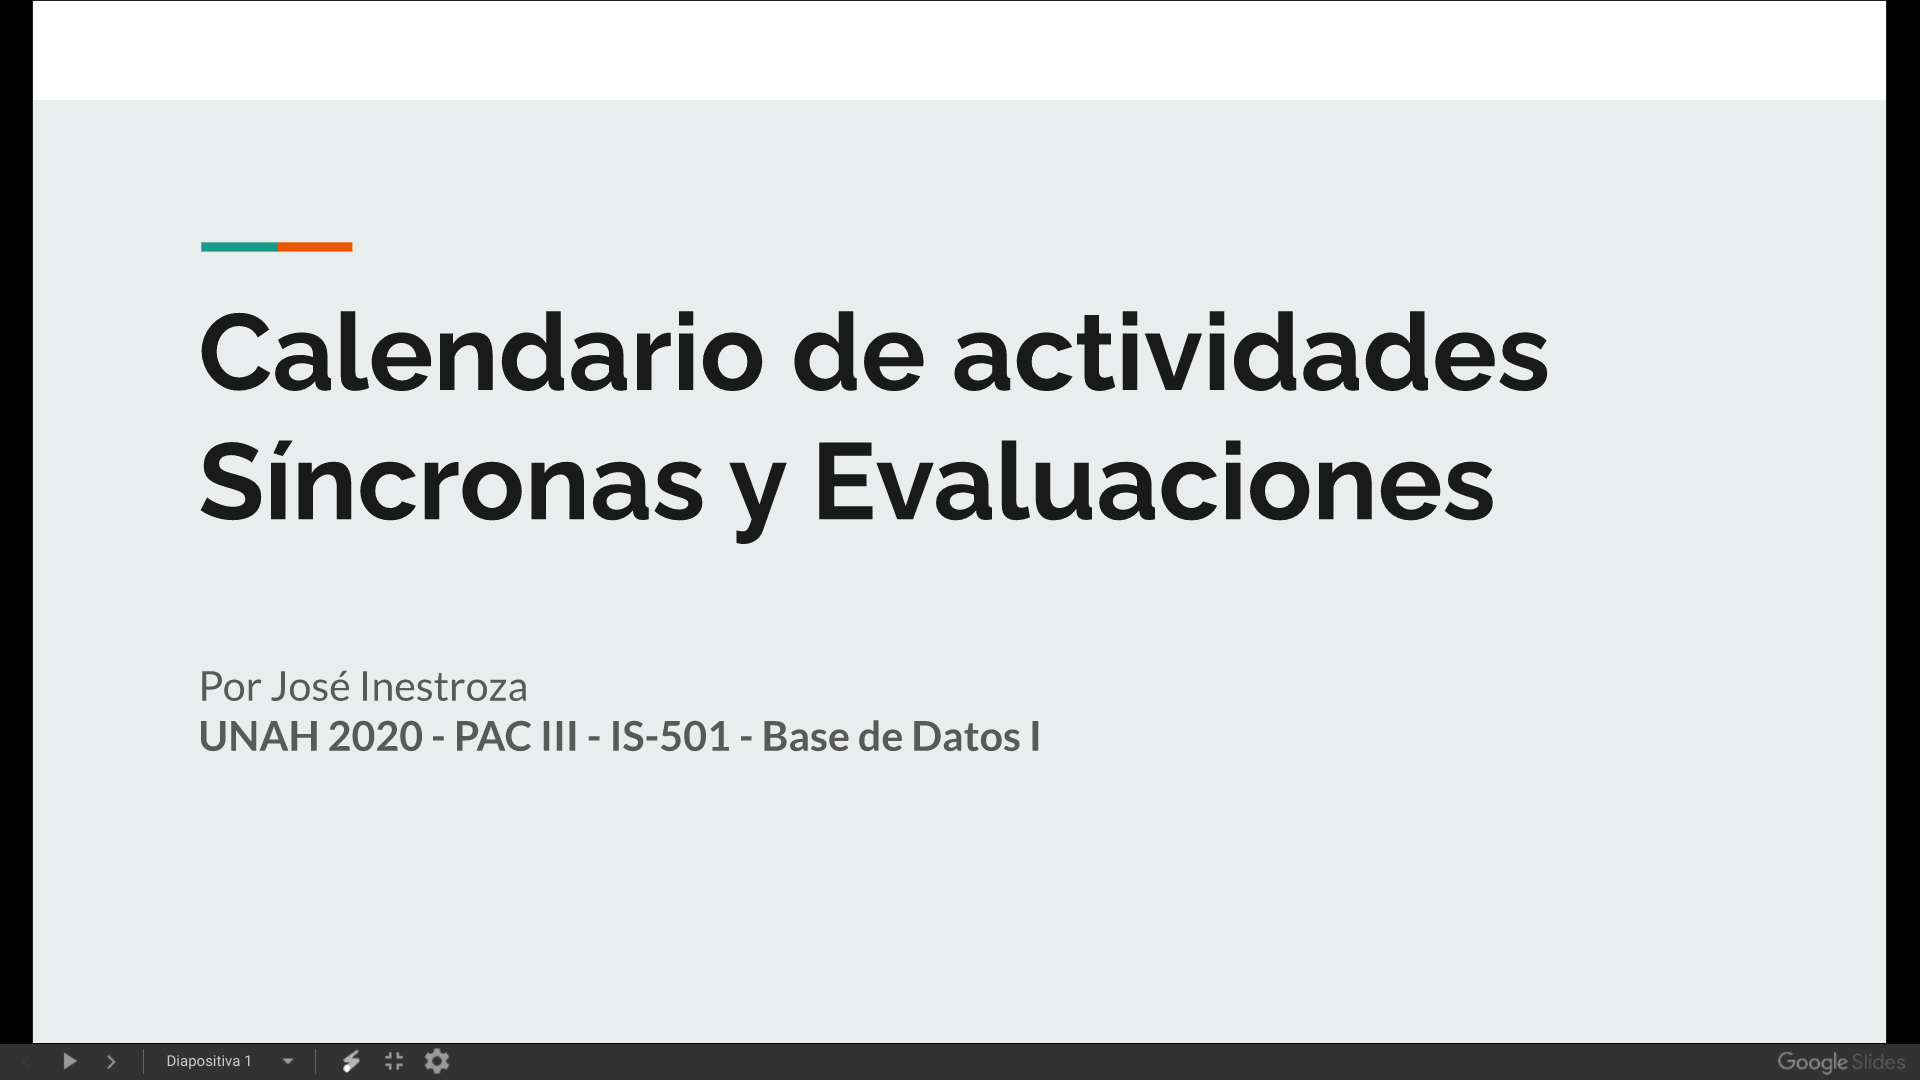 Calendario de actividades
Síncronas y Evaluaciones
Por José Inestroza
UNAH 2020 - PAC III - IS-501 - Base de Datos I
Diapositiva 1
Google Slides